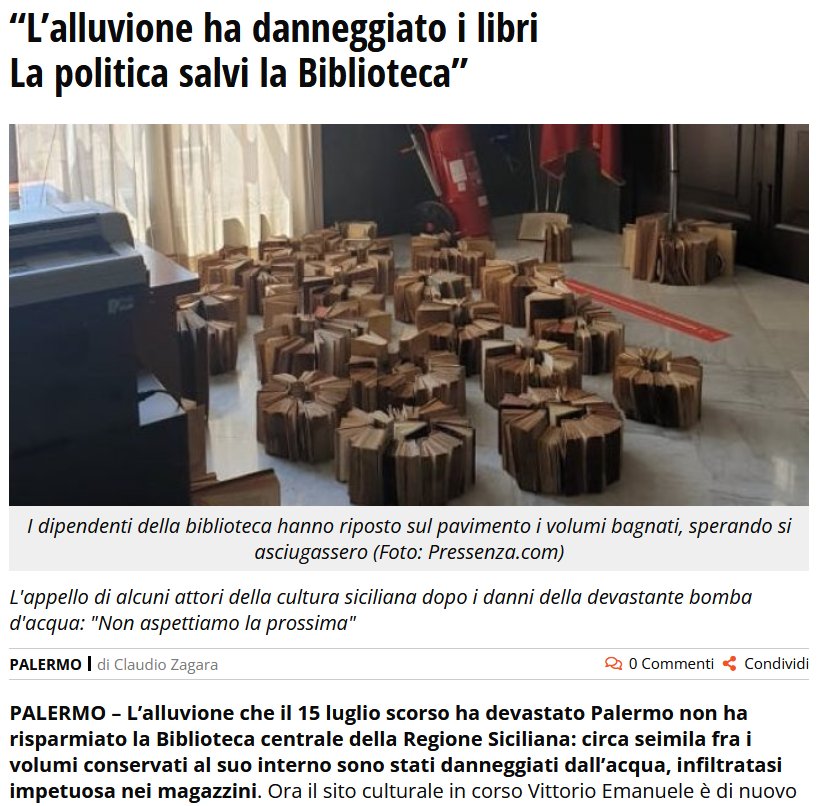 “L’alluvione ha danneggiato i libri
La politica salvi la Biblioteca”
I dipendenti della biblioteca hanno riposto sul pavimento i volumi bagnati, sperando si
asciugassero (Foto: Pressenza.com)
L'appello di alcuni attori della cultura siciliana dopo i danni della devastante bomba
d'acqua: "Non aspettiamo la prossima"
PALERMO | di Claudio Zagara
0 Commenti Condividi
PALERMO – L’alluvione che il 15 luglio scorso ha devastato Palermo non ha
risparmiato la Biblioteca centrale della Regione Siciliana: circa seimila fra i
volumi conservati al suo interno sono stati danneggiati dall’acqua, infiltratasi
impetuosa nei magazzini. Ora il sito culturale in corso Vittorio Emanuele è di nuovo